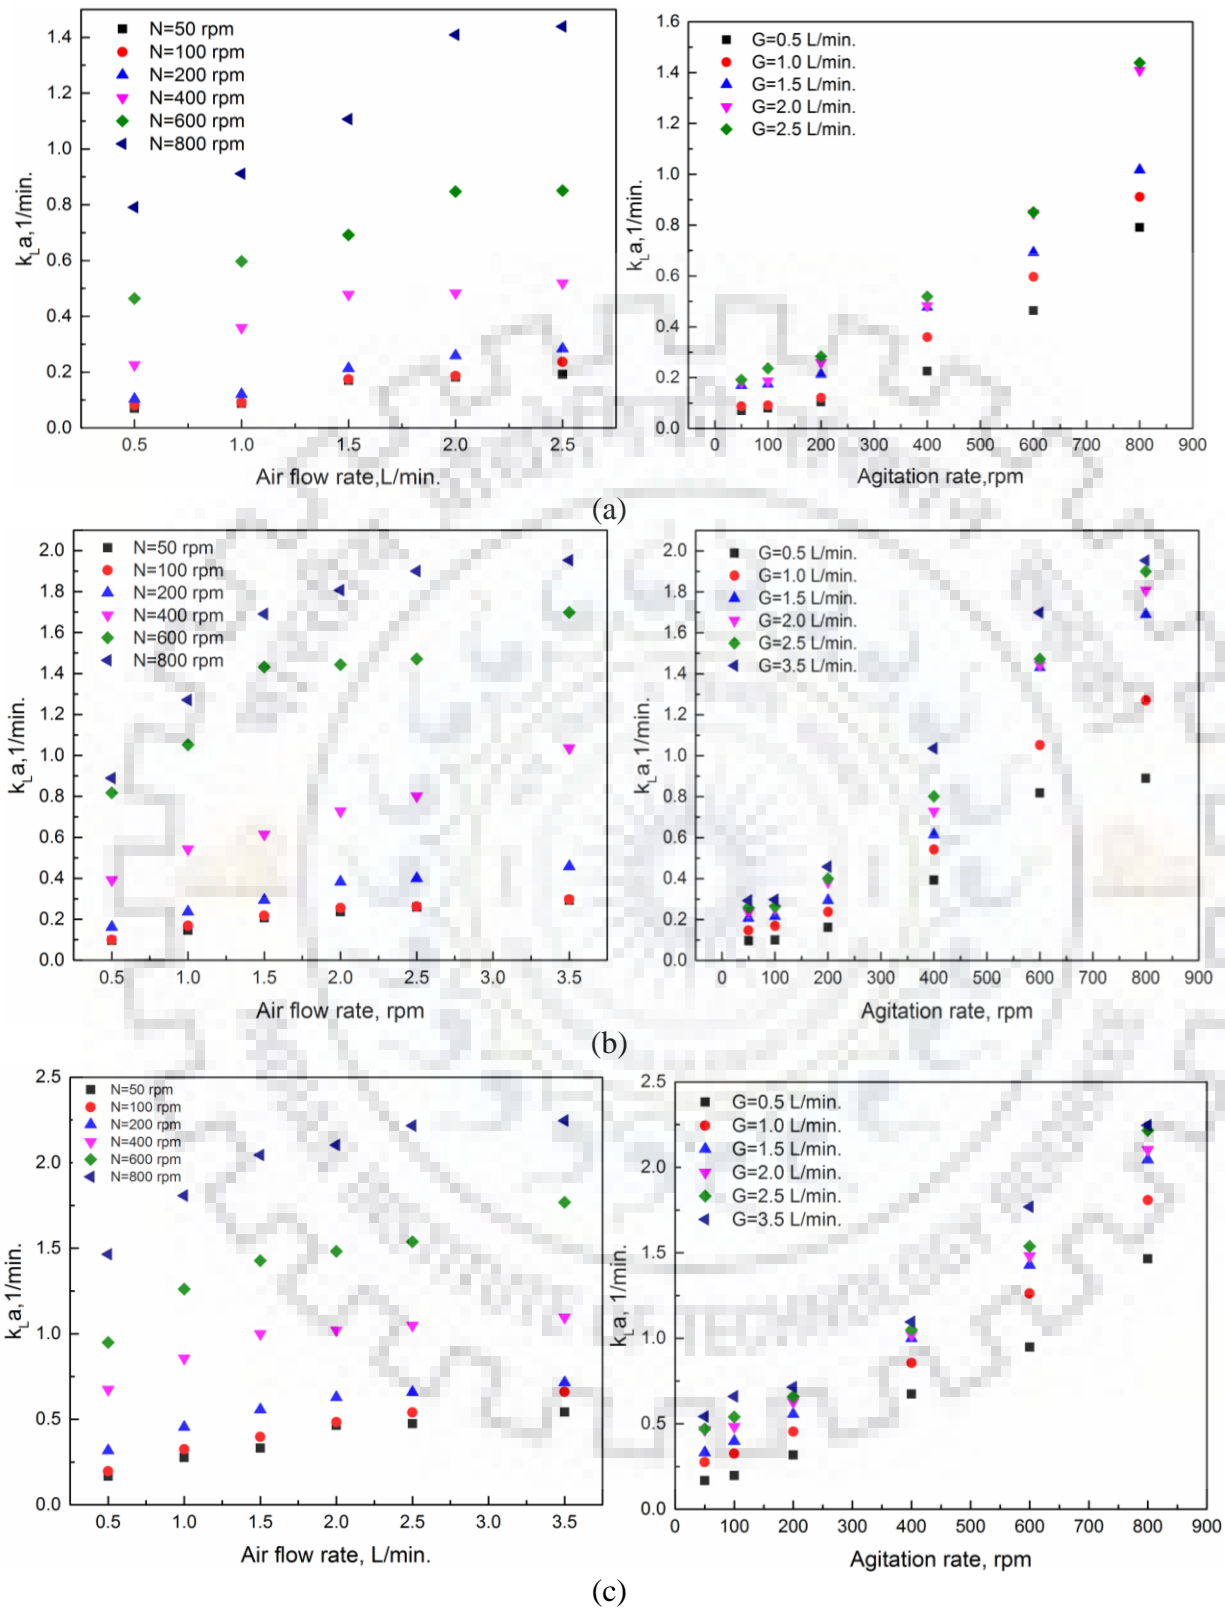 N=50 rpm
N=100 rpm
N=200 rpm
N=400 rpm
N=600 rpm
N=800 rpm
1.4
1.2
1.0
0.8
0.6
0.4
0.2
0.0
kLa,1/min.
0.5 1.0 1.5 2.0 2.5
Air flow rate,L/min.
G=0.5 L/min.
G=1.0 L/min.
G=1.5 L/min.
G=2.0 L/min.
G=2.5 L/min.
1.6
1.4
1.2
1.0
0.8
0.6
0.4
0.2
0.0
kLa,1/min.
0 100 200 300 400 500 600 700 800 900
Agitation rate,rpm
(a)
N=50 rpm
N=100 rpm
N=200 rpm
N=400 rpm
N=600 rpm
N=800 rpm
2.0
1.8
1.6
1.4
1.2
1.0
0.8
0.6
0.4
0.2
0.0
kLa,1/min.
0.5 1.0 1.5 2.0 2.5 3.0 3.5
Air flow rate, rpm
G=0.5 L/min.
G=1.0 L/min.
G=1.5 L/min.
G=2.0 L/min.
G=2.5 L/min.
G=3.5 L/min.
2.0
1.8
1.6
1.4
1.2
1.0
0.8
0.6
0.4
0.2
0.0
kLa,1/min.
0 100 200 300 400 500 600 700 800 900
Agitation rate, rpm
(b)
N=50 rpm
N=100 rpm
N=200 rpm
N=400 rpm
N=600 rpm
N=800 rpm
2.5
2.0
1.5
1.0
0.5
0.0
kLa,1/min.
0.5 1.0 1.5 2.0 2.5 3.0 3.5
Air flow rate, L/min.
G=0.5 L/min.
G=1.0 L/min.
G=1.5 L/min.
G=2.0 L/min.
G=2.5 L/min.
G=3.5 L/min.
2.5
2.0
1.5
1.0
0.5
0.0
kLa, 1/min.
0 100 200 300 400 500 600 700 800 900
Agitation rate, rpm
(c)